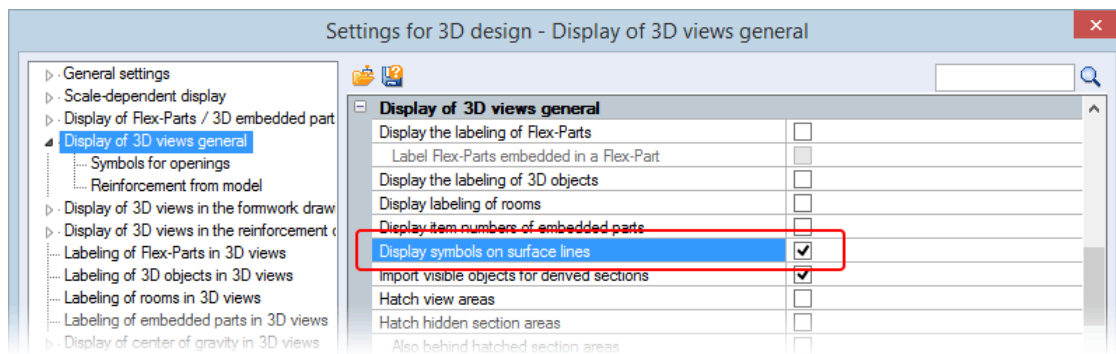 Settings for 3D design - Display of 3D views general
General settings
Scale-dependent display
Display of Flex-Parts / 3D embedded part
Display of 3D views general
Symbols for openings
Reinforcement from model
Display of 3D views in the formwork draw
Display of 3D views in the reinforcement
Labeling of Flex-Parts in 3D views
Labeling of 3D objects in 3D views
Labeling of rooms in 3D views
Labeling of embedded parts in 3D views
Display of center of gravity in 3D views
Display of 3D views general
Display the labeling of Flex-Parts
Label Flex-Parts embedded in a Flex-Part
Display the labeling of 3D objects
Display labeling of rooms
Display item numbers of embedded parts
Display symbols on surface lines
Import visible objects for derived sections
Hatch view areas
Hatch hidden section areas
Also behind hatched section areas